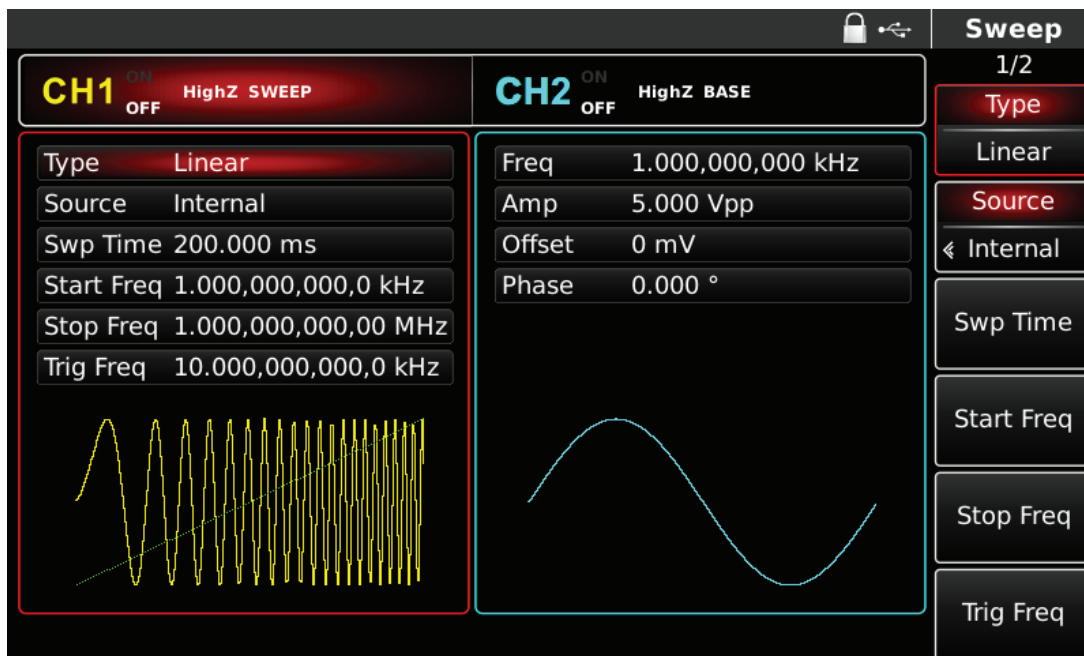 Sweep
1/2
CH1 ON OFF HighZ SWEEP
CH2 ON OFF HighZ BASE
Type Linear
Source Internal
Swp Time 200.000 ms
Start Freq 1.000,000,000,0 kHz
Stop Freq 1.000,000,000,00 MHz
Trig Freq 10.000,000,000,0 kHz
Freq 1.000,000,000 kHz
Amp 5.000 Vpp
Offset 0 mV
Phase 0.000 °
Type
Linear
Source
« Internal
Swp Time
Start Freq
Stop Freq
Trig Freq